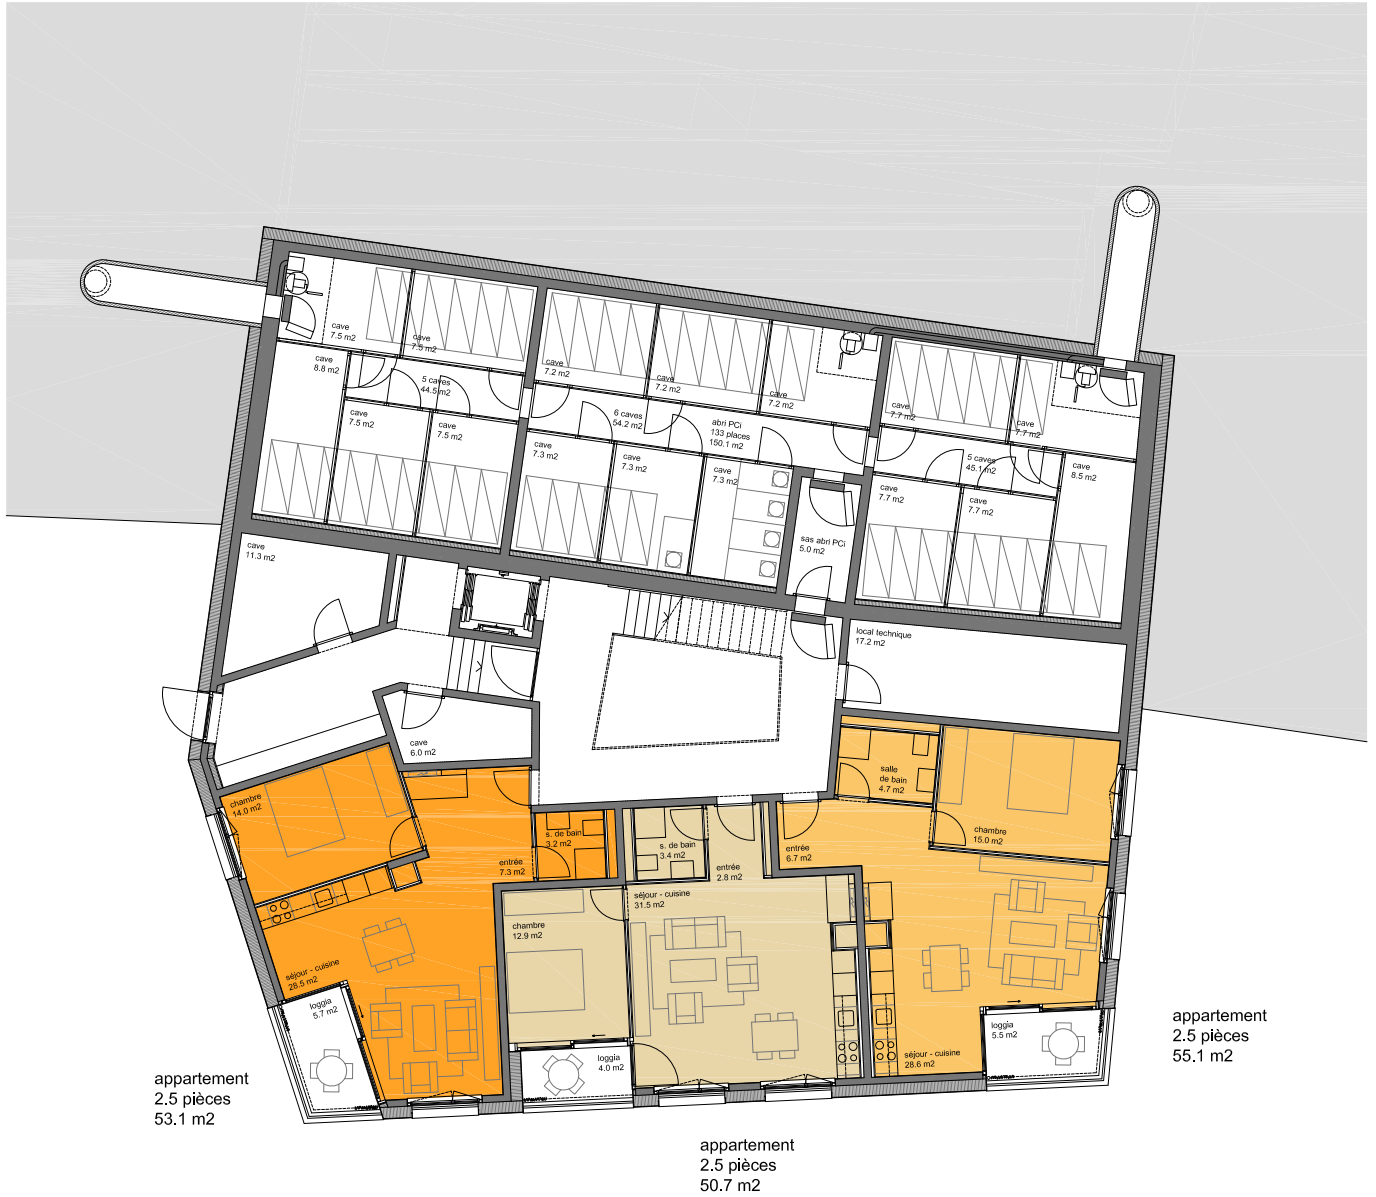 cave
7.5 m2
cave
7.5 m2
cave
8.8 m2
5 caves
44.5 m2
cave
7.5 m2
cave
7.5 m2
cave
7.2 m2
cave
7.2 m2
cave
7.2 m2
6 caves
54.2 m2
abri PCi
133 places
150.1 m2
cave
7.3 m2
cave
7.3 m2
cave
7.3 m2
cave
7.7 m2
cave
7.7 m2
5 caves
45.1 m2
cave
8.5 m2
cave
7.7 m2
cave
7.7 m2
sas abri PCi
5.0 m2
cave
11.3 m2
local technique
17.2 m2
cave
6.0 m2
chambre
14.0 m2
s. de bain
3.2 m2
entrée
7.3 m2
séjour - cuisine
28.5 m2
loggia
5.7 m2
s. de bain
3.4 m2
entrée
2.8 m2
séjour - cuisine
31.5 m2
chambre
12.9 m2
loggia
4.0 m2
salle
de bain
4.7 m2
chambre
15.0 m2
entrée
6.7 m2
séjour - cuisine
28.6 m2
loggia
5.5 m2
appartement
2.5 pièces
53.1 m2
appartement
2.5 pièces
50.7 m2
appartement
2.5 pièces
55.1 m2